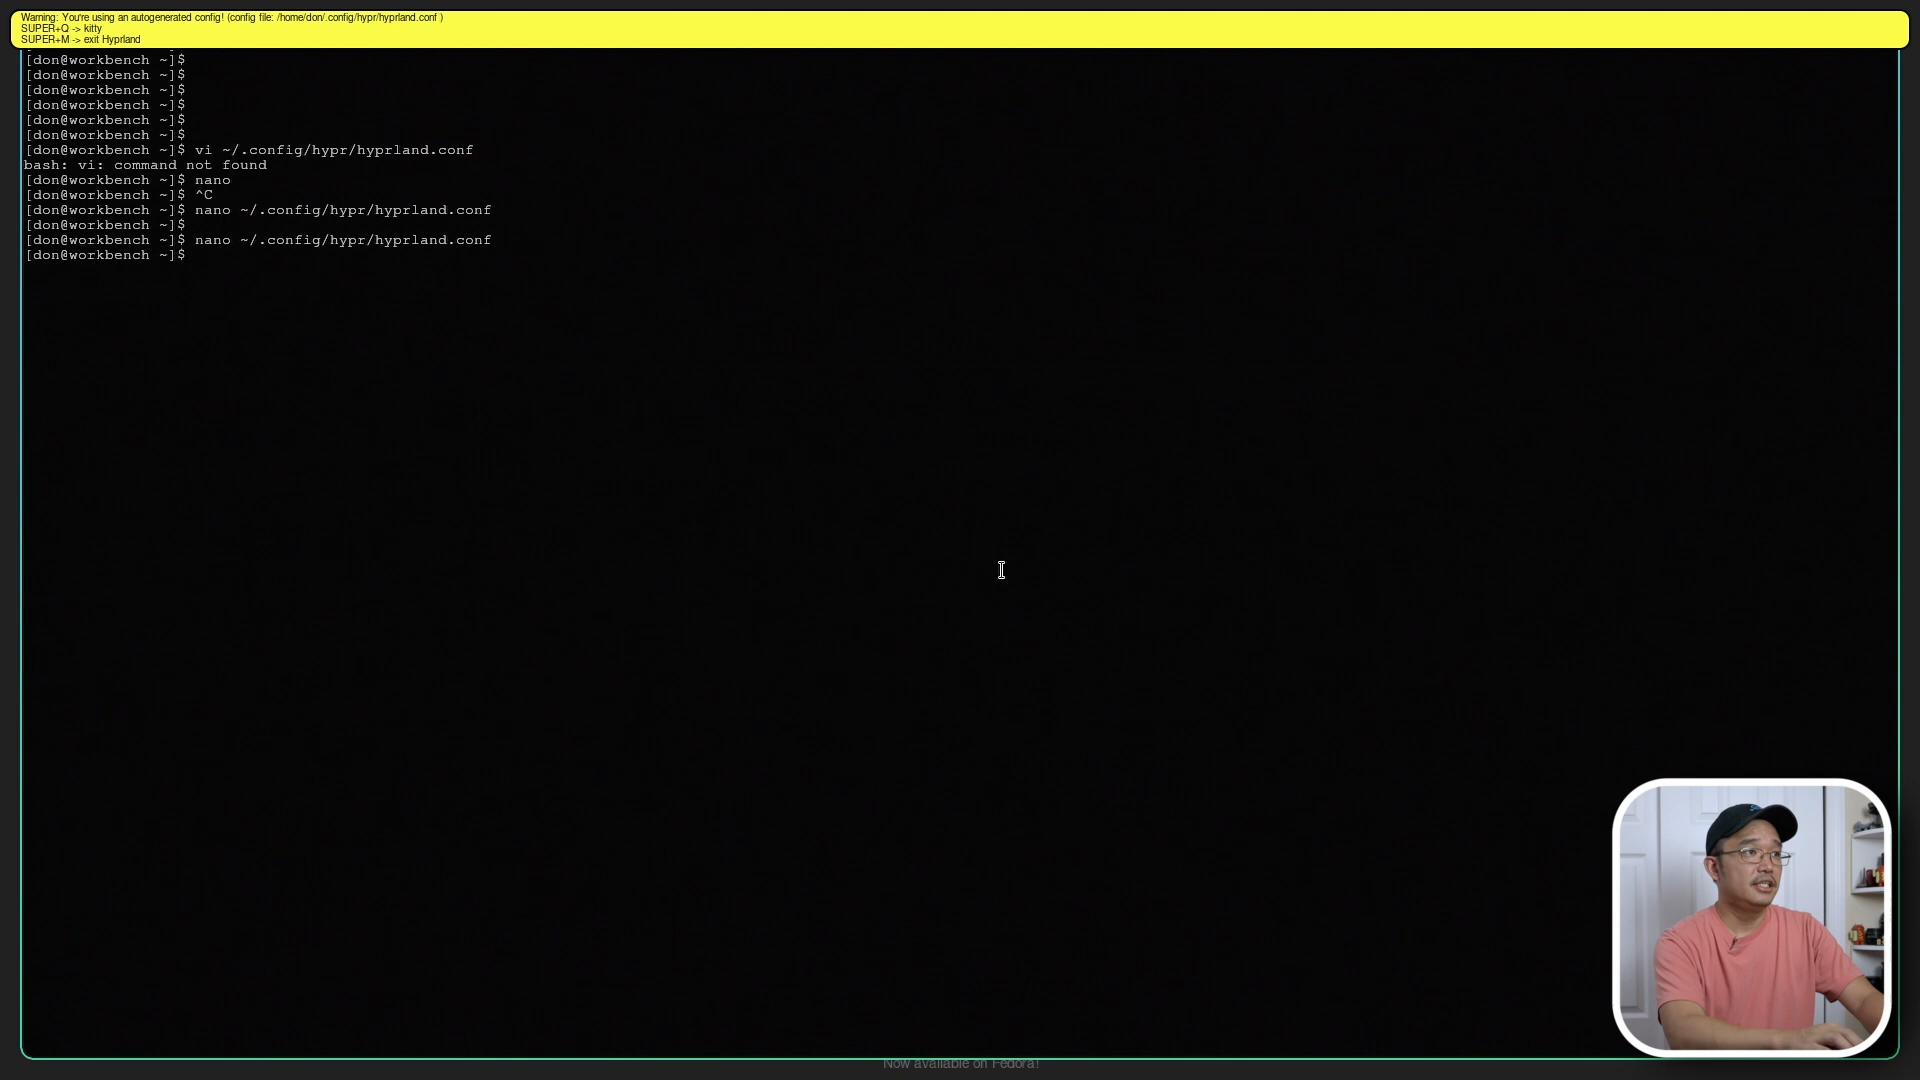 Warning: You're using an autogenerated config! (config file: /home/don/.config/hypr/hyprland.conf )
SUPER+Q -> kitty
SUPER+M -> exit Hyprland
[don@workbench ~]$
[don@workbench ~]$
[don@workbench ~]$
[don@workbench ~]$
[don@workbench ~]$
[don@workbench ~]$
[don@workbench ~]$ vi ~/.config/hypr/hyprland.conf
bash: vi: command not found
[don@workbench ~]$ nano
[don@workbench ~]$ ^C
[don@workbench ~]$ nano ~/.config/hypr/hyprland.conf
[don@workbench ~]$
[don@workbench ~]$ nano ~/.config/hypr/hyprland.conf
[don@workbench ~]$
Now available on Fedora!